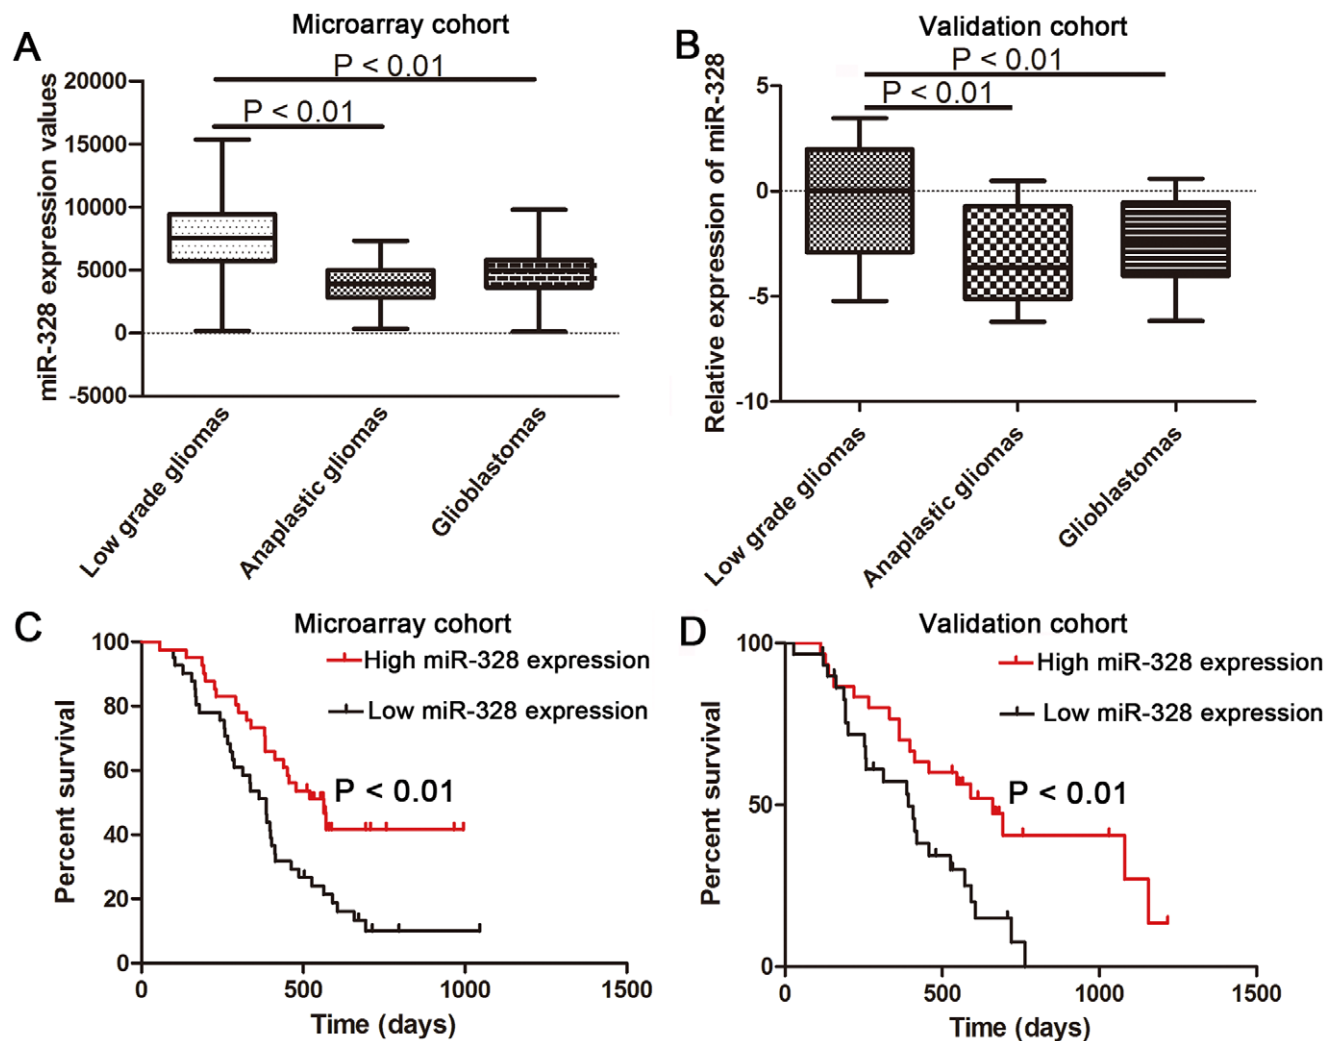 A
Microarray cohort
P < 0.01
P < 0.01
miR-328 expression values
20000
15000
10000
5000
0
-5000
Low grade gliomas
Anaplastic gliomas
Glioblastomas
B
Validation cohort
P < 0.01
P < 0.01
Relative expression of miR-328
5
0
-5
-10
Low grade gliomas
Anaplastic gliomas
Glioblastomas
C
Microarray cohort
High miR-328 expression
Low miR-328 expression
P < 0.01
Percent survival
100
80
60
40
20
0
0
500
1000
1500
Time (days)
D
Validation cohort
High miR-328 expression
Low miR-328 expression
P < 0.01
Percent survival
100
50
0
0
500
1000
1500
Time (days)